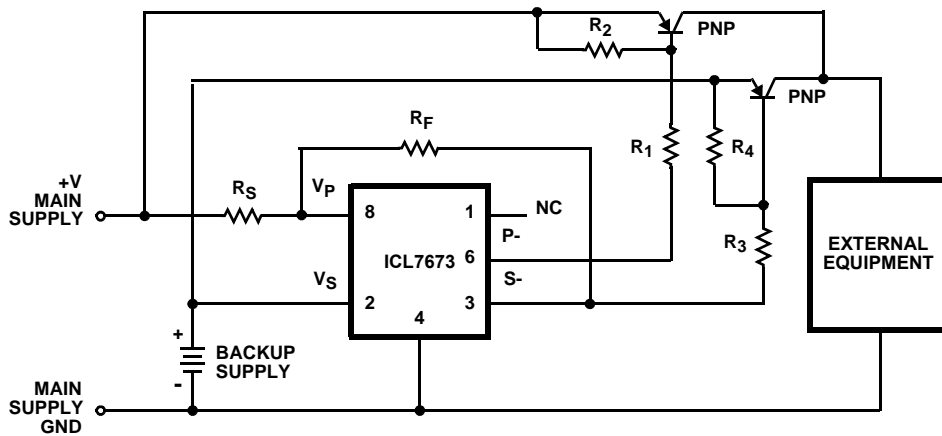 R2
PNP
PNP
RF
R1
R4
+V
MAIN
SUPPLY
RS
VP
8
1
NC
P-
ICL7673
6
R3
EXTERNAL
EQUIPMENT
VS
S-
2
3
4
+
BACKUP
SUPPLY
-
MAIN
SUPPLY
GND